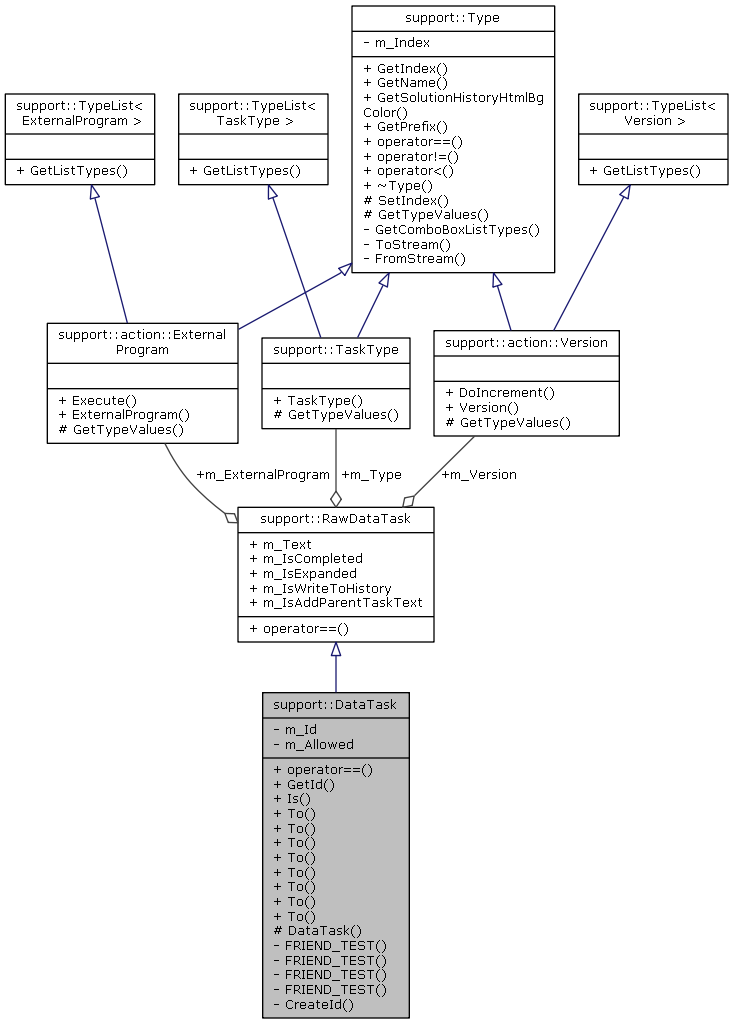 support::Type
- m_Index
+ GetIndex()
+ GetName()
+ GetSolutionHistoryHtmlBg
Color()
+ GetPrefix()
+ operator==()
+ operator!=()
+ operator<()
+ ~Type()
# SetIndex()
# GetTypeValues()
- GetComboBoxListTypes()
- ToStream()
- FromStream()
support::TypeList<
ExternalProgram >
+ GetListTypes()
support::TypeList<
TaskType >
+ GetListTypes()
support::TypeList<
Version >
+ GetListTypes()
support::action::External
Program
+ Execute()
+ ExternalProgram()
# GetTypeValues()
support::TaskType
+ TaskType()
# GetTypeValues()
support::action::Version
+ DoIncrement()
+ Version()
# GetTypeValues()
+m_ExternalProgram
+m_Type
+m_Version
support::RawDataTask
+ m_Text
+ m_IsCompleted
+ m_IsExpanded
+ m_IsWriteToHistory
+ m_IsAddParentTaskText
+ operator==()
support::DataTask
- m_Id
- m_Allowed
+ operator==()
+ GetId()
+ Is()
+ To()
+ To()
+ To()
+ To()
+ To()
+ To()
+ To()
+ To()
# DataTask()
- FRIEND_TEST()
- FRIEND_TEST()
- FRIEND_TEST()
- FRIEND_TEST()
- CreateId()